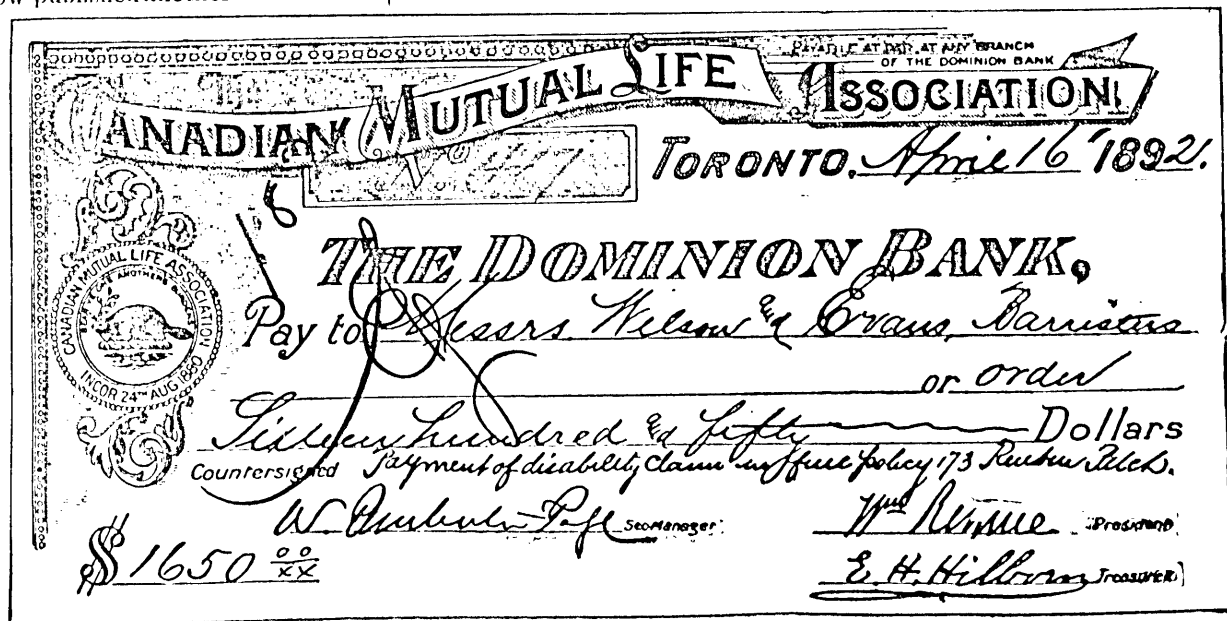 PAYABLE AT PAR AT ANY BRANCH
OF THE DOMINION BANK
CANADIAN MUTUAL LIFE ASSOCIATION
TORONTO, April 16 1892.
THE DOMINION BANK,
CANADIAN MUTUAL LIFE ASSOCIATION
INCOR 24TH AUG 1880
Pay to Messrs. Wilson & Evans, Barristers
or order
Sixteen hundred & fifty Dollars
Countersigned Payment of disability Claim in full policy 173
W. Page Sec Manager
Wm Rennie President
$1650 00/xx
E. H. Hilborn Treasurer